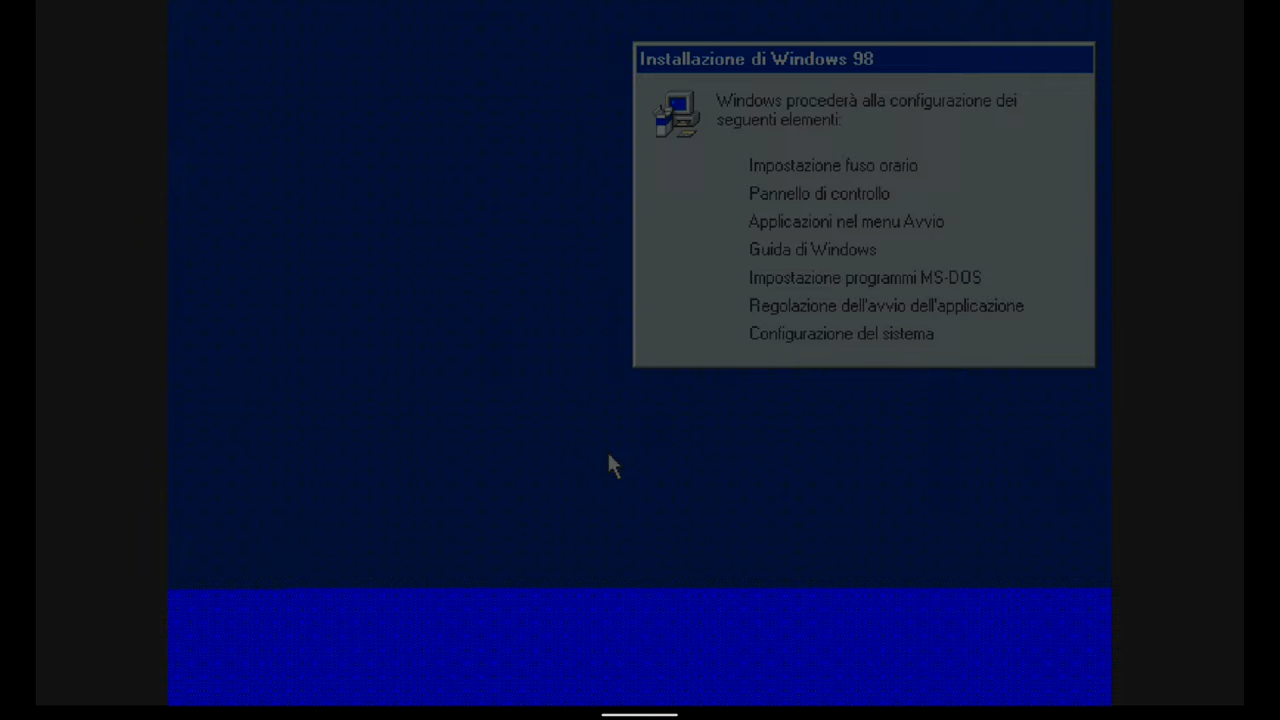 Installazione di Windows 98
Windows procederà alla configurazione dei
seguenti elementi:
Impostazione fuso orario
Pannello di controllo
Applicazioni nel menu Avvio
Guida di Windows
Impostazione programmi MS-DOS
Regolazione dell'avvio dell'applicazione
Configurazione del sistema